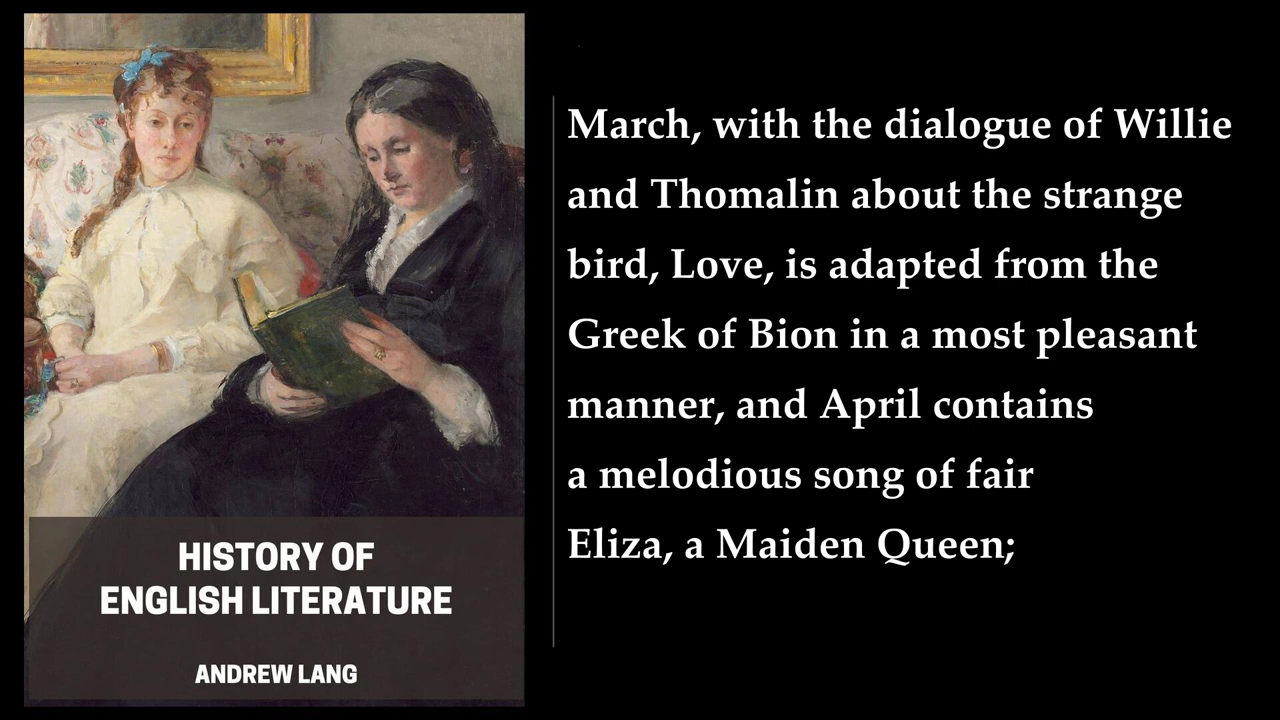 HISTORY OF
ENGLISH LITERATURE
ANDREW LANG
March, with the dialogue of Willie
and Thomalin about the strange
bird, Love, is adapted from the
Greek of Bion in a most pleasant
manner, and April contains
a melodious song of fair
Eliza, a Maiden Queen;